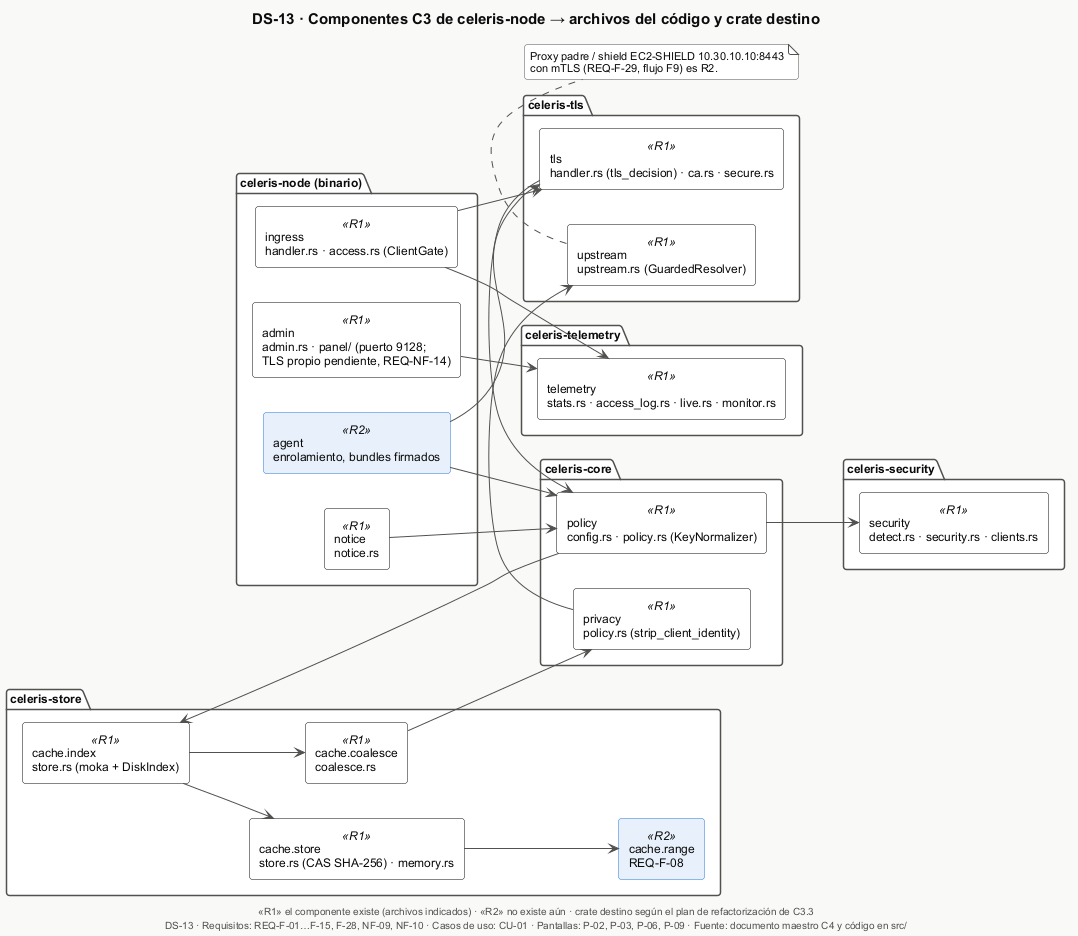 DS-13 · Componentes C3 de celeris-node → archivos del código y crate destino
Proxy padre / shield EC2-SHIELD 10.30.10.10:8443
con mTLS (REQ-F-29, flujo F9) es R2.
celeris-tls
«R1»
tls
handler.rs (tls_decision) · ca.rs · secure.rs
«R1»
upstream
upstream.rs (GuardedResolver)
celeris-node (binario)
«R1»
ingress
handler.rs · access.rs (ClientGate)
«R1»
admin
admin.rs · panel/ (puerto 9128;
TLS propio pendiente, REQ-NF-14)
«R2»
agent
enrolamiento, bundles firmados
«R1»
notice
notice.rs
celeris-telemetry
«R1»
telemetry
stats.rs · access_log.rs · live.rs · monitor.rs
celeris-core
«R1»
policy
config.rs · policy.rs (KeyNormalizer)
«R1»
privacy
policy.rs (strip_client_identity)
celeris-security
«R1»
security
detect.rs · security.rs · clients.rs
celeris-store
«R1»
cache.index
store.rs (moka + DiskIndex)
«R1»
cache.coalesce
coalesce.rs
«R1»
cache.store
store.rs (CAS SHA-256) · memory.rs
«R2»
cache.range
REQ-F-08
«R1» el componente existe (archivos indicados) · «R2» no existe aún · crate destino según el plan de refactorización de C3.3
DS-13 · Requisitos: REQ-F-01…F-15, F-28, NF-09, NF-10 · Casos de uso: CU-01 · Pantallas: P-02, P-03, P-06, P-09 · Fuente: documento maestro C4 y código en src/